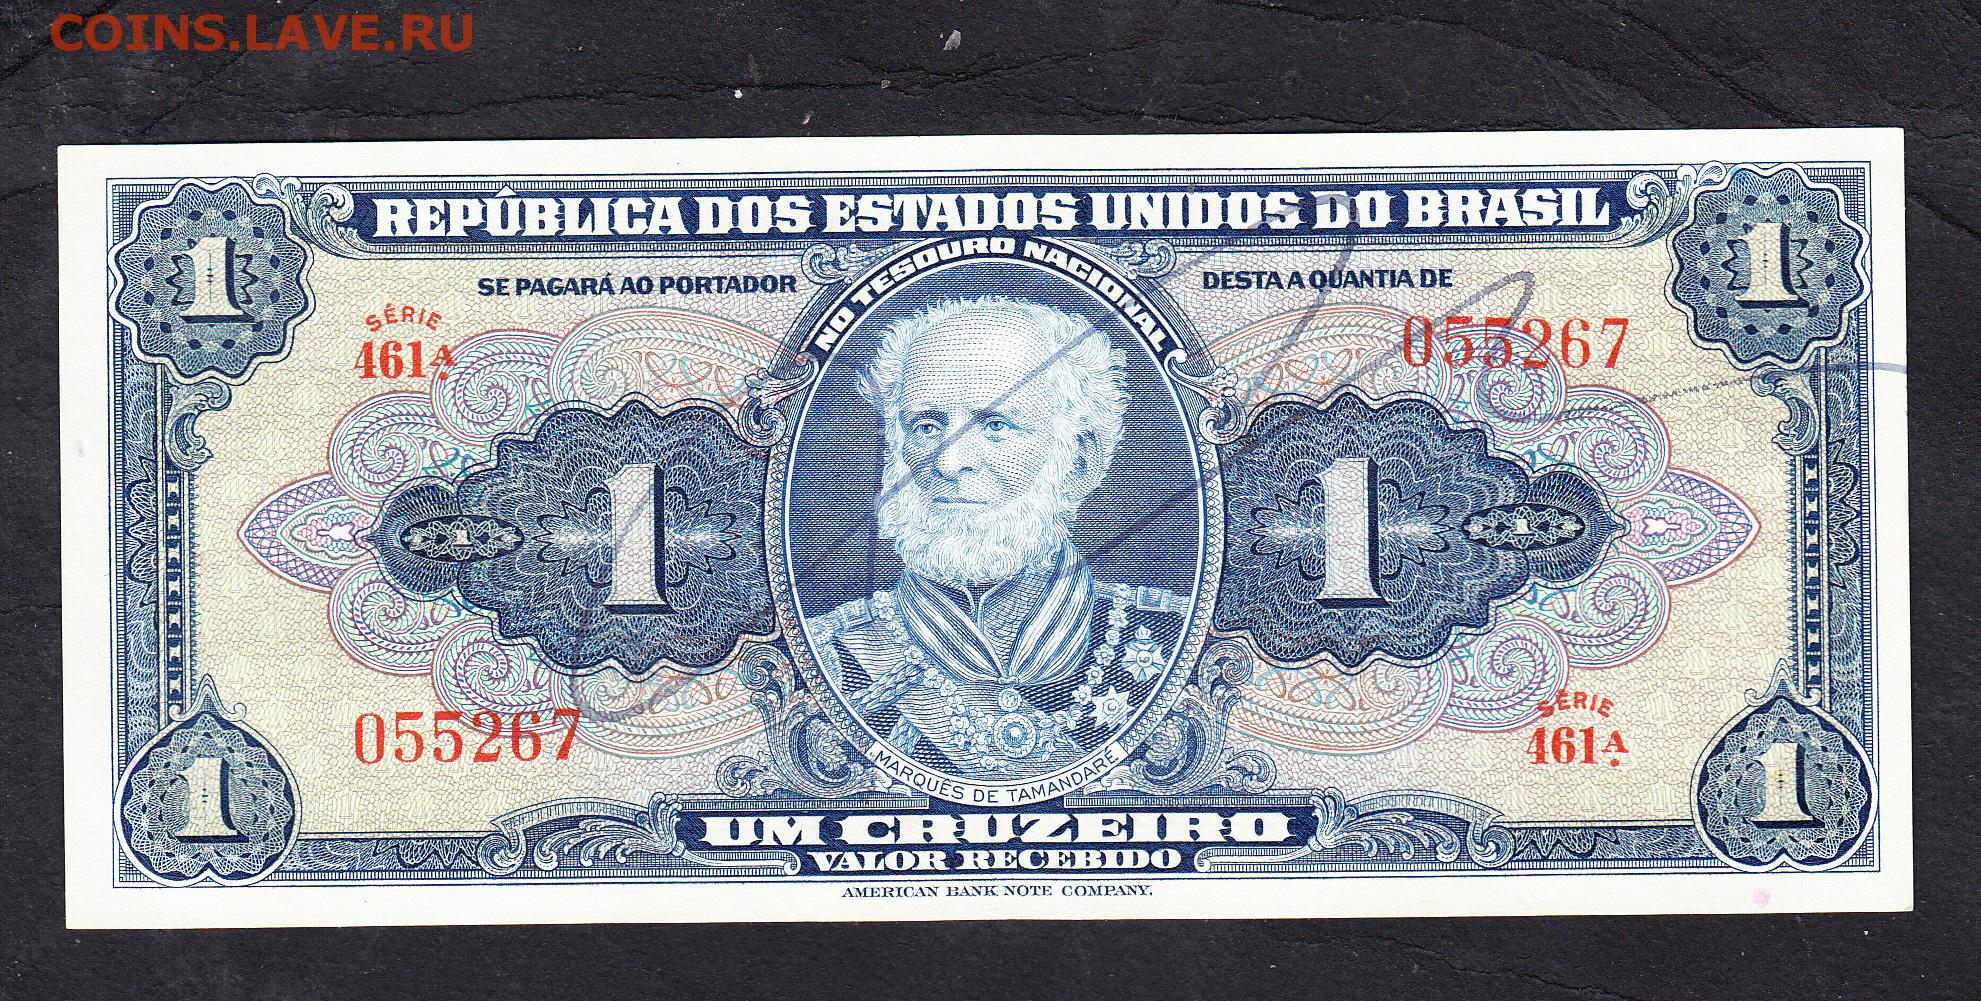 COINS.LAVE.RU
1
REPÚBLICA DOS ESTADOS UNIDOS DO BRASIL
1
SE PAGARÁ AO PORTADOR
NO TESOURO NACIONAL
DESTA A QUANTIA DE
SÉRIE
461A.
055267
1
1
1
1
055267
SÉRIE
461A.
MARQUÊS DE TAMANDARÉ
1
UM CRUZEIRO
1
VALOR RECEBIDO
AMERICAN BANK NOTE COMPANY.